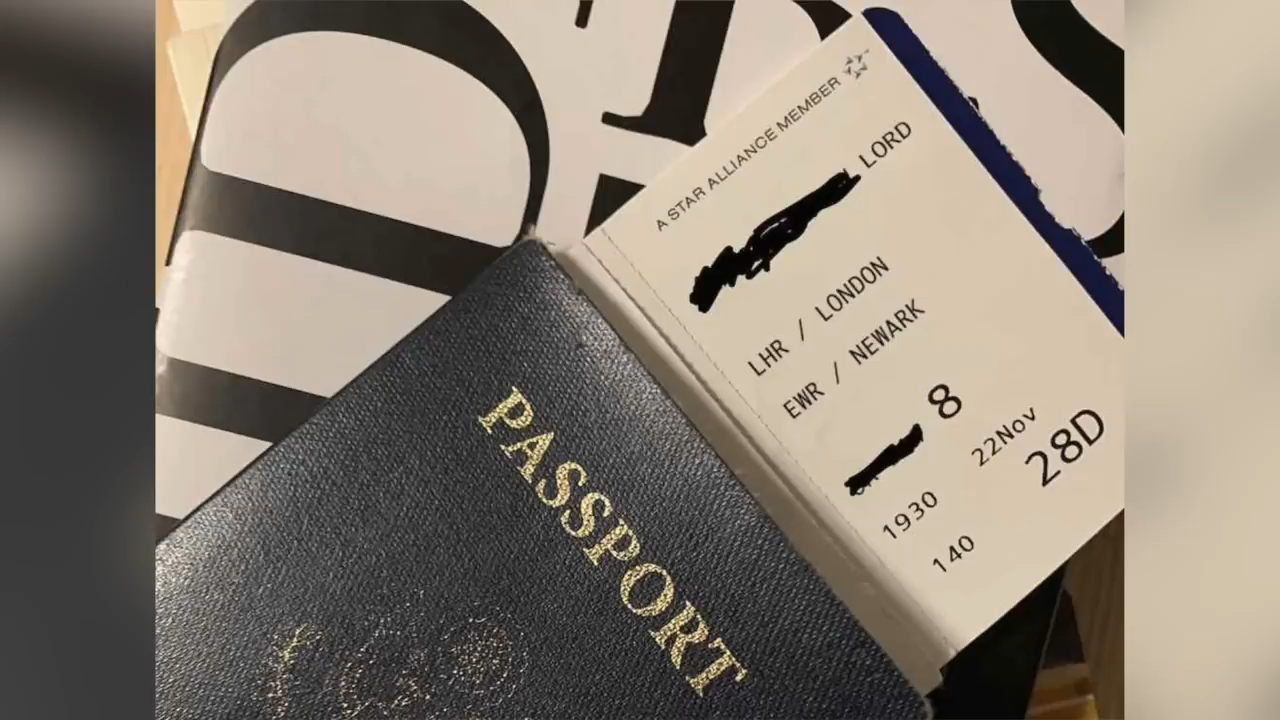 A STAR ALLIANCE MEMBER
LORD
LHR / LONDON
EWR / NEWARK
8 22Nov 28D
1930
140
PASSPORT